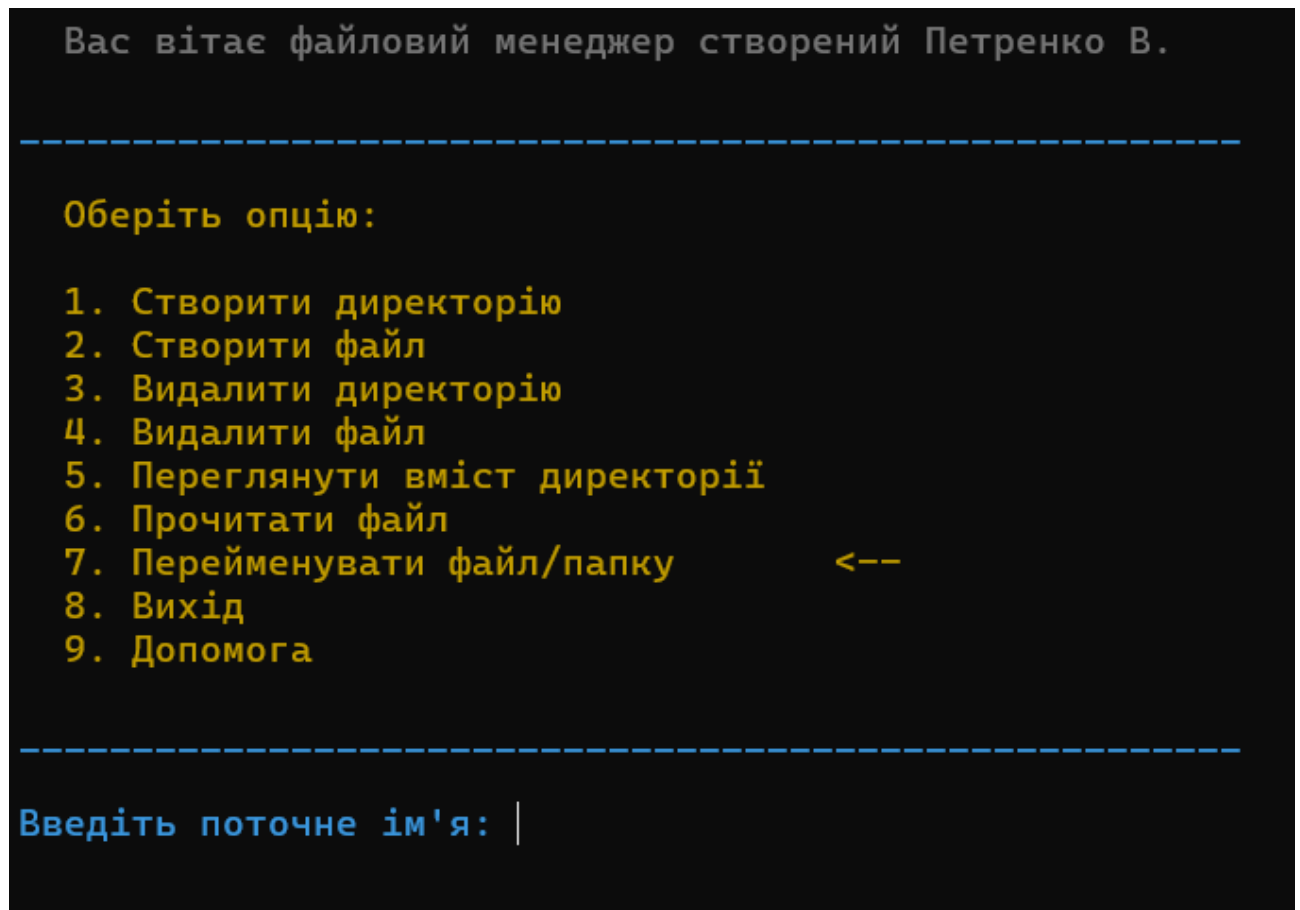 Вас вітає файловий менеджер створений Петренко В.
------------------------------------------------------
Оберіть опцію:
1. Створити директорію
2. Створити файл
3. Видалити директорію
4. Видалити файл
5. Переглянути вміст директорії
6. Прочитати файл
7. Перейменувати файл/папку <--
8. Вихід
9. Допомога
------------------------------------------------------
Введіть поточне ім'я: